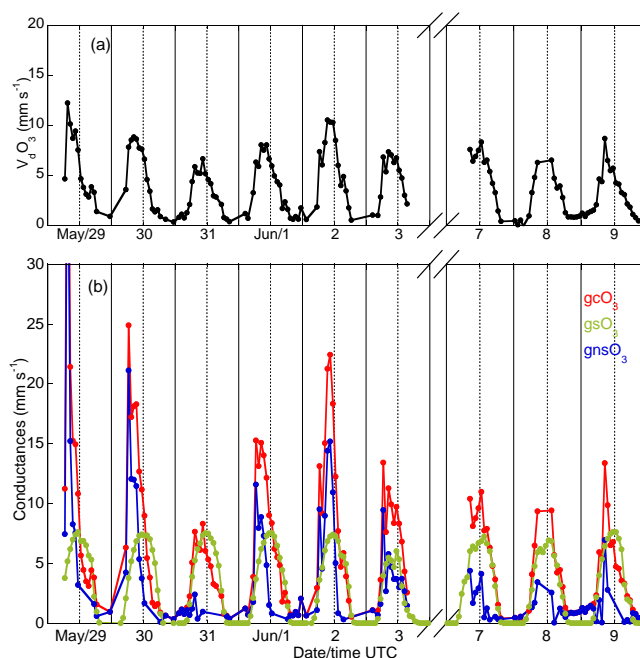 20
(a)
15
10
5
0
V_d O_3 (mm s^-1)
May/29 30 31 Jun/1 2 3 7 8 9
30
(b)
25
20
15
10
5
0
Conductances (mm s^-1)
gcO_3
gsO_3
gnsO_3
May/29 30 31 Jun/1 2 3 7 8 9
Date/time UTC